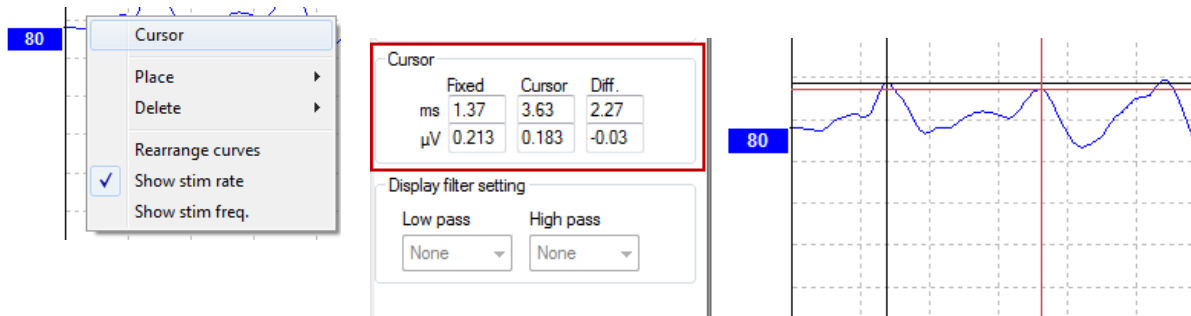 80
Cursor
Place
Delete
Rearrange curves
Show stim rate
Show stim freq.
Cursor
Fixed Cursor Diff.
ms 1.37 3.63 2.27
µV 0.213 0.183 -0.03
Display filter setting
Low pass High pass
None None
80